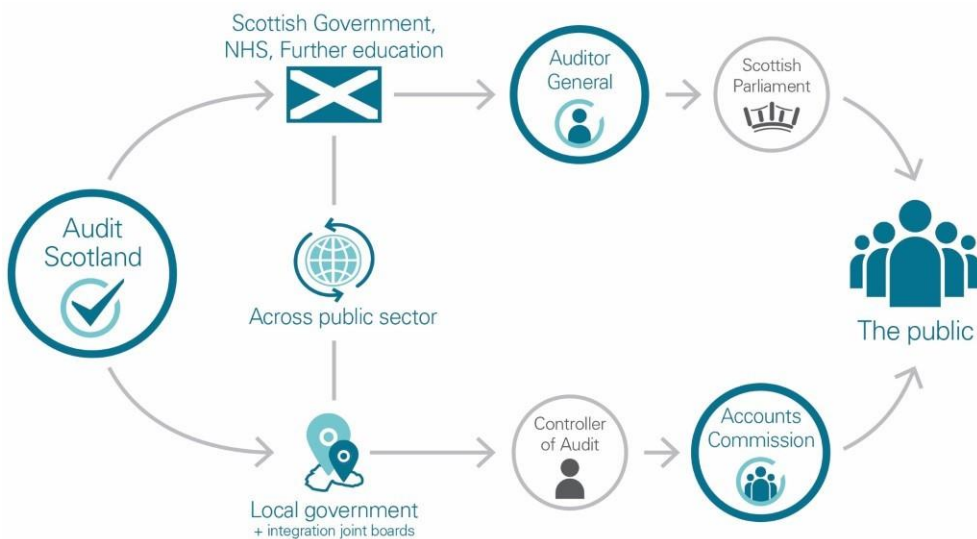 Scottish Government,
NHS, Further education
Auditor
General
Scottish
Parliament
Audit
Scotland
Across public sector
The public
Controller
of Audit
Accounts
Commission
Local government
+ integration joint boards